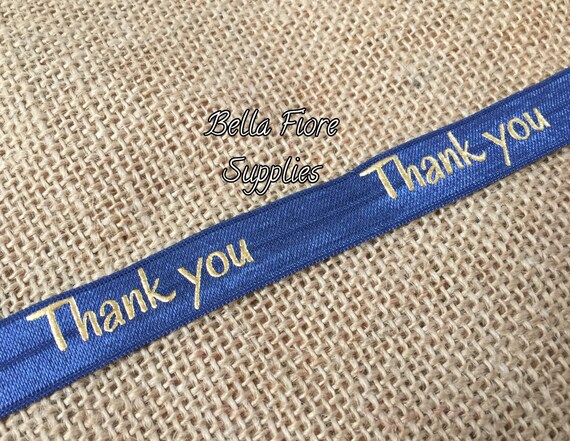 Bella Fiore
Supplies
Thank you
Thank you